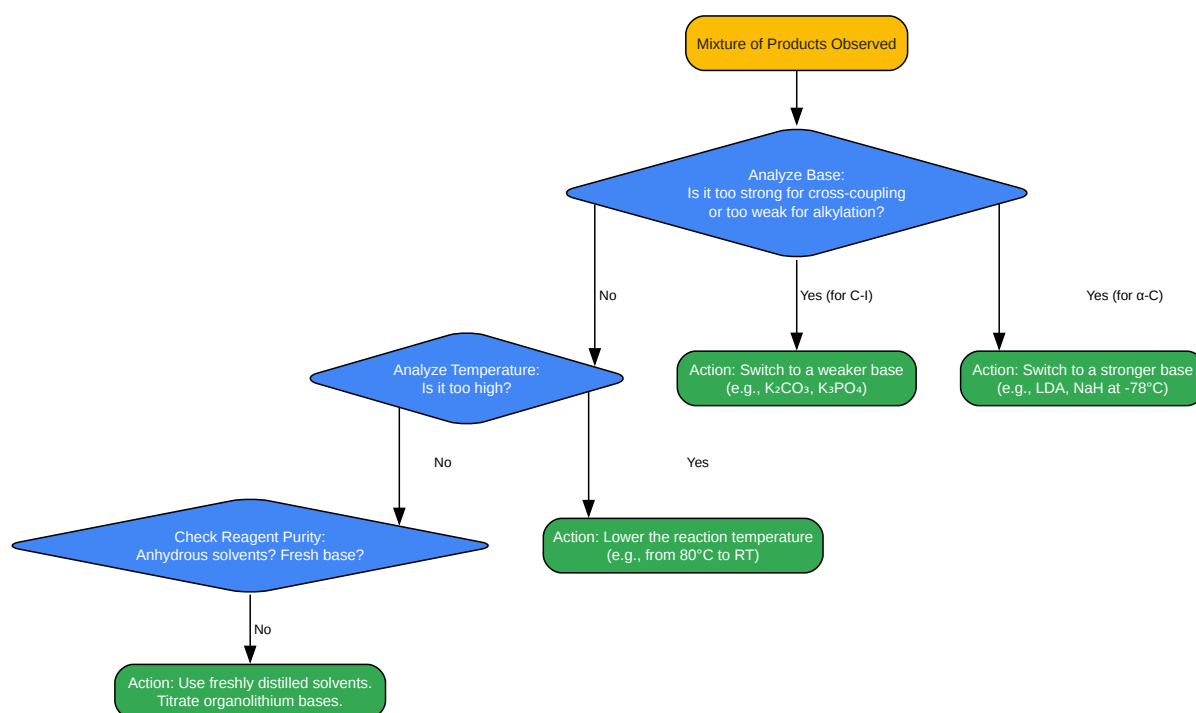 Mixture of Products Observed
Analyze Base:
Is it too strong for cross-coupling
or too weak for alkylation?
No
Yes (for C-I)
Yes (for α-C)
Analyze Temperature:
Is it too high?
Action: Switch to a weaker base
(e.g., K₂CO₃, K₃PO₄)
Action: Switch to a stronger base
(e.g., LDA, NaH at -78°C)
No
Yes
Check Reagent Purity:
Anhydrous solvents? Fresh base?
Action: Lower the reaction temperature
(e.g., from 80°C to RT)
No
Action: Use freshly distilled solvents.
Titrate organolithium bases.